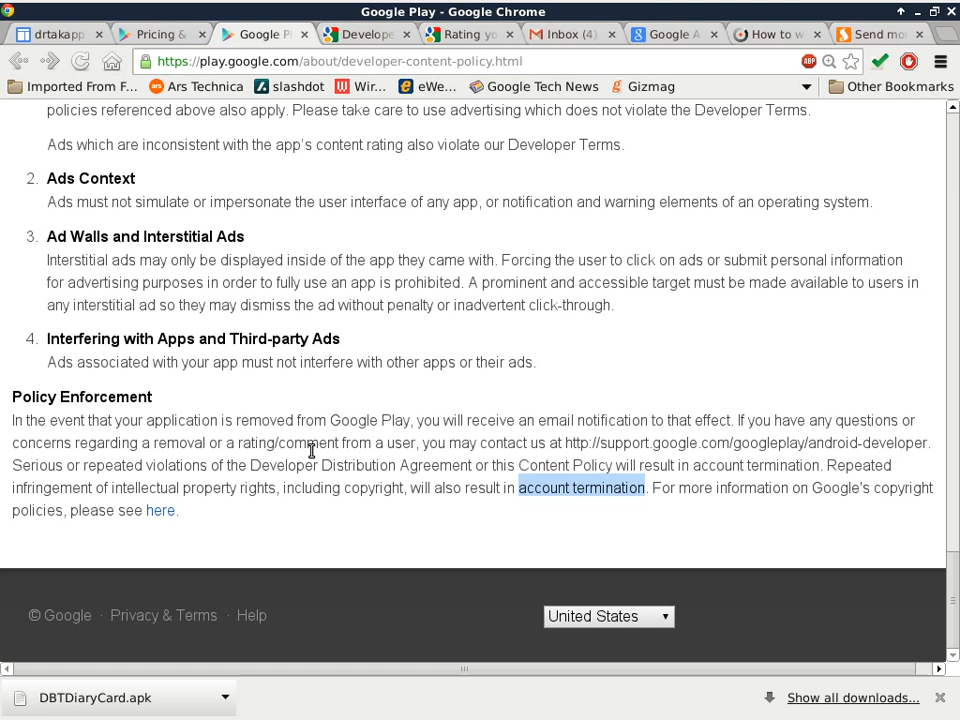 Google Play - Google Chrome
drtakapp
Pricing &
Google P
Develope
Rating yo
Inbox (4)
Google A
How to w
Send mo
https://play.google.com/about/developer-content-policy.html
ABP
Imported From F...
Ars Technica
slashdot
Wir...
eWe...
Google Tech News
Gizmag
Other Bookmarks
policies referenced above also apply. Please take care to use advertising which does not violate the Developer Terms.
Ads which are inconsistent with the app's content rating also violate our Developer Terms.
2. Ads Context
Ads must not simulate or impersonate the user interface of any app, or notification and warning elements of an operating system.
3. Ad Walls and Interstitial Ads
Interstitial ads may only be displayed inside of the app they came with. Forcing the user to click on ads or submit personal information
for advertising purposes in order to fully use an app is prohibited. A prominent and accessible target must be made available to users in
any interstitial ad so they may dismiss the ad without penalty or inadvertent click-through.
4. Interfering with Apps and Third-party Ads
Ads associated with your app must not interfere with other apps or their ads.
Policy Enforcement
In the event that your application is removed from Google Play, you will receive an email notification to that effect. If you have any questions or
concerns regarding a removal or a rating/comment from a user, you may contact us at http://support.google.com/googleplay/android-developer.
Serious or repeated violations of the Developer Distribution Agreement or this Content Policy will result in account termination. Repeated
infringement of intellectual property rights, including copyright, will also result in account termination. For more information on Google's copyright
policies, please see here.
© Google · Privacy & Terms · Help
United States
DBTDiaryCard.apk
Show all downloads...